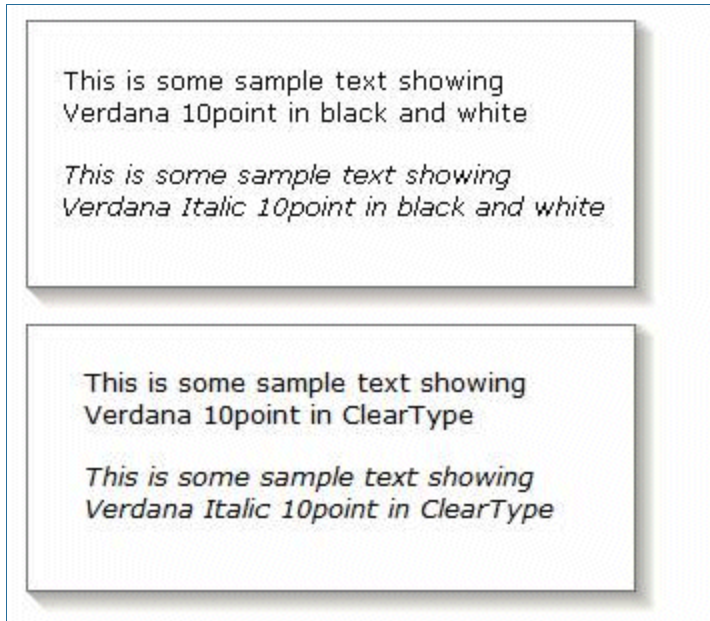 This is some sample text showing
Verdana 10point in black and white
This is some sample text showing
Verdana Italic 10point in black and white
This is some sample text showing
Verdana 10point in ClearType
This is some sample text showing
Verdana Italic 10point in ClearType